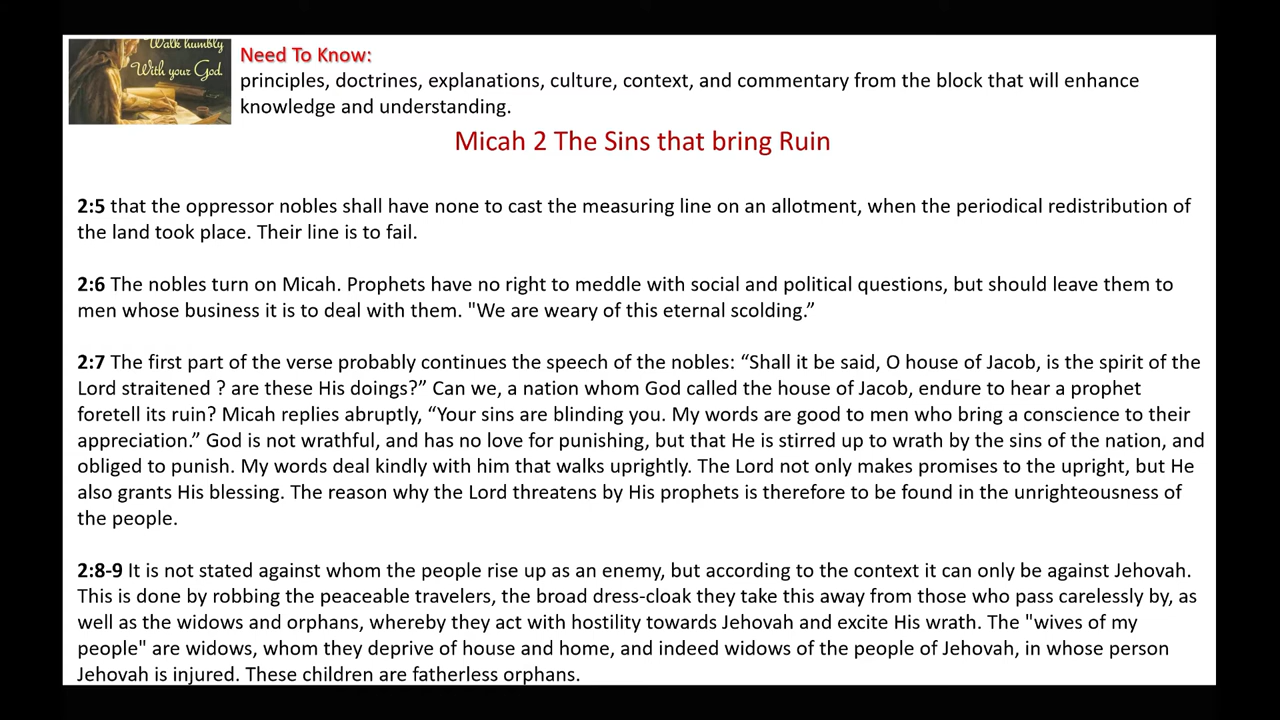 Walk humbly
With your God.
Need To Know:
principles, doctrines, explanations, culture, context, and commentary from the block that will enhance
knowledge and understanding.
Micah 2 The Sins that bring Ruin
2:5 that the oppressor nobles shall have none to cast the measuring line on an allotment, when the periodical redistribution of
the land took place. Their line is to fail.
2:6 The nobles turn on Micah. Prophets have no right to meddle with social and political questions, but should leave them to
men whose business it is to deal with them. "We are weary of this eternal scolding.”
2:7 The first part of the verse probably continues the speech of the nobles: “Shall it be said, O house of Jacob, is the spirit of the
Lord straitened ? are these His doings?” Can we, a nation whom God called the house of Jacob, endure to hear a prophet
foretell its ruin? Micah replies abruptly, “Your sins are blinding you. My words are good to men who bring a conscience to their
appreciation.” God is not wrathful, and has no love for punishing, but that He is stirred up to wrath by the sins of the nation, and
obliged to punish. My words deal kindly with him that walks uprightly. The Lord not only makes promises to the upright, but He
also grants His blessing. The reason why the Lord threatens by His prophets is therefore to be found in the unrighteousness of
the people.
2:8-9 It is not stated against whom the people rise up as an enemy, but according to the context it can only be against Jehovah.
This is done by robbing the peaceable travelers, the broad dress-cloak they take this away from those who pass carelessly by, as
well as the widows and orphans, whereby they act with hostility towards Jehovah and excite His wrath. The "wives of my
people" are widows, whom they deprive of house and home, and indeed widows of the people of Jehovah, in whose person
Jehovah is injured. These children are fatherless orphans.